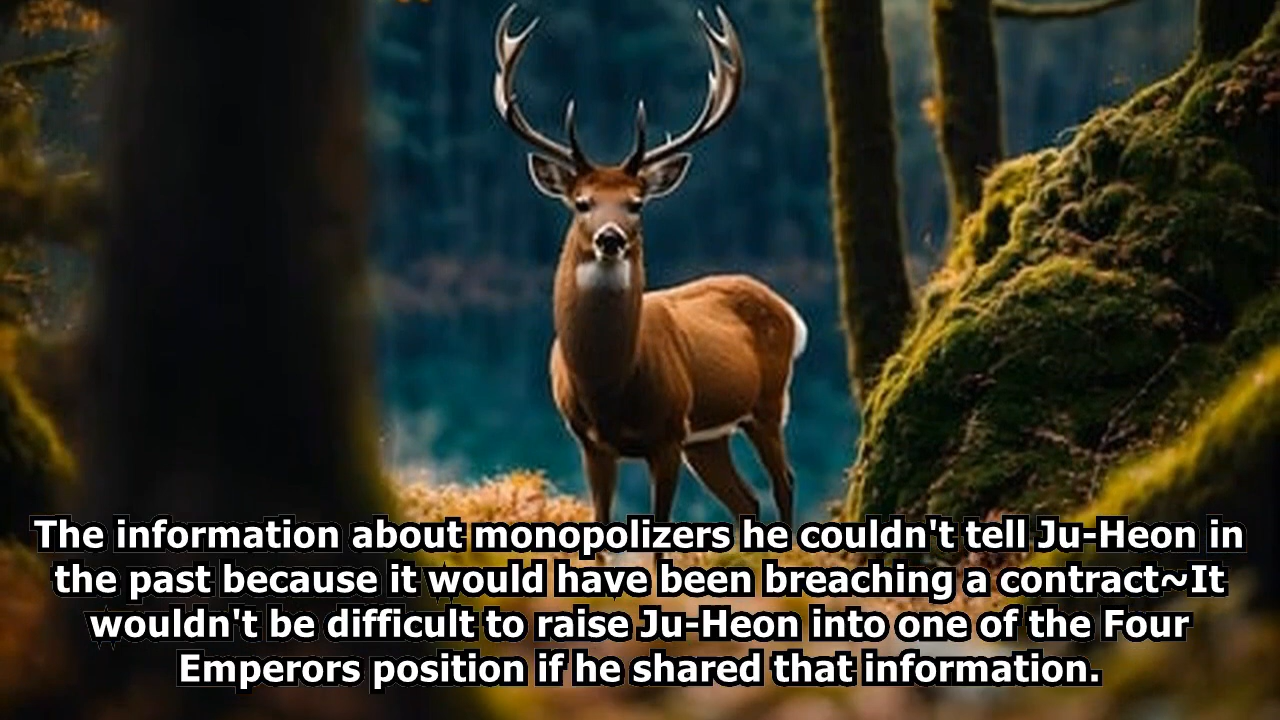 The information about monopolizers he couldn't tell Ju-Heon in
the past because it would have been breaching a contract~It
wouldn't be difficult to raise Ju-Heon into one of the Four
Emperors position if he shared that information.